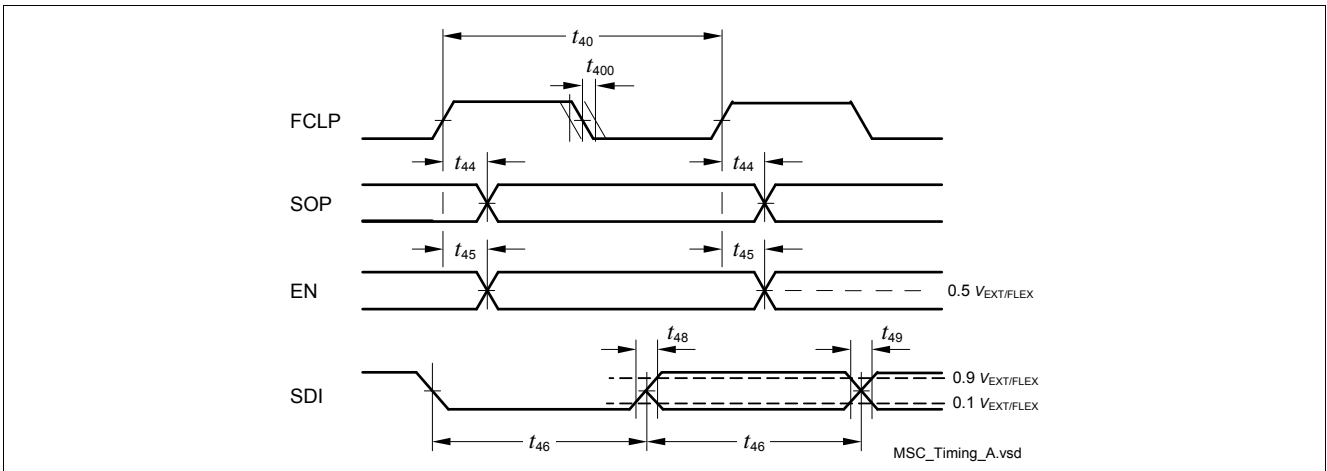 t40
t400
FCLP
t44 t44
SOP
t45 t45
EN
0.5 VEXT/FLEX
t48 t49
0.9 VEXT/FLEX
SDI
0.1 VEXT/FLEX
t46 t46
MSC_Timing_A.vsd